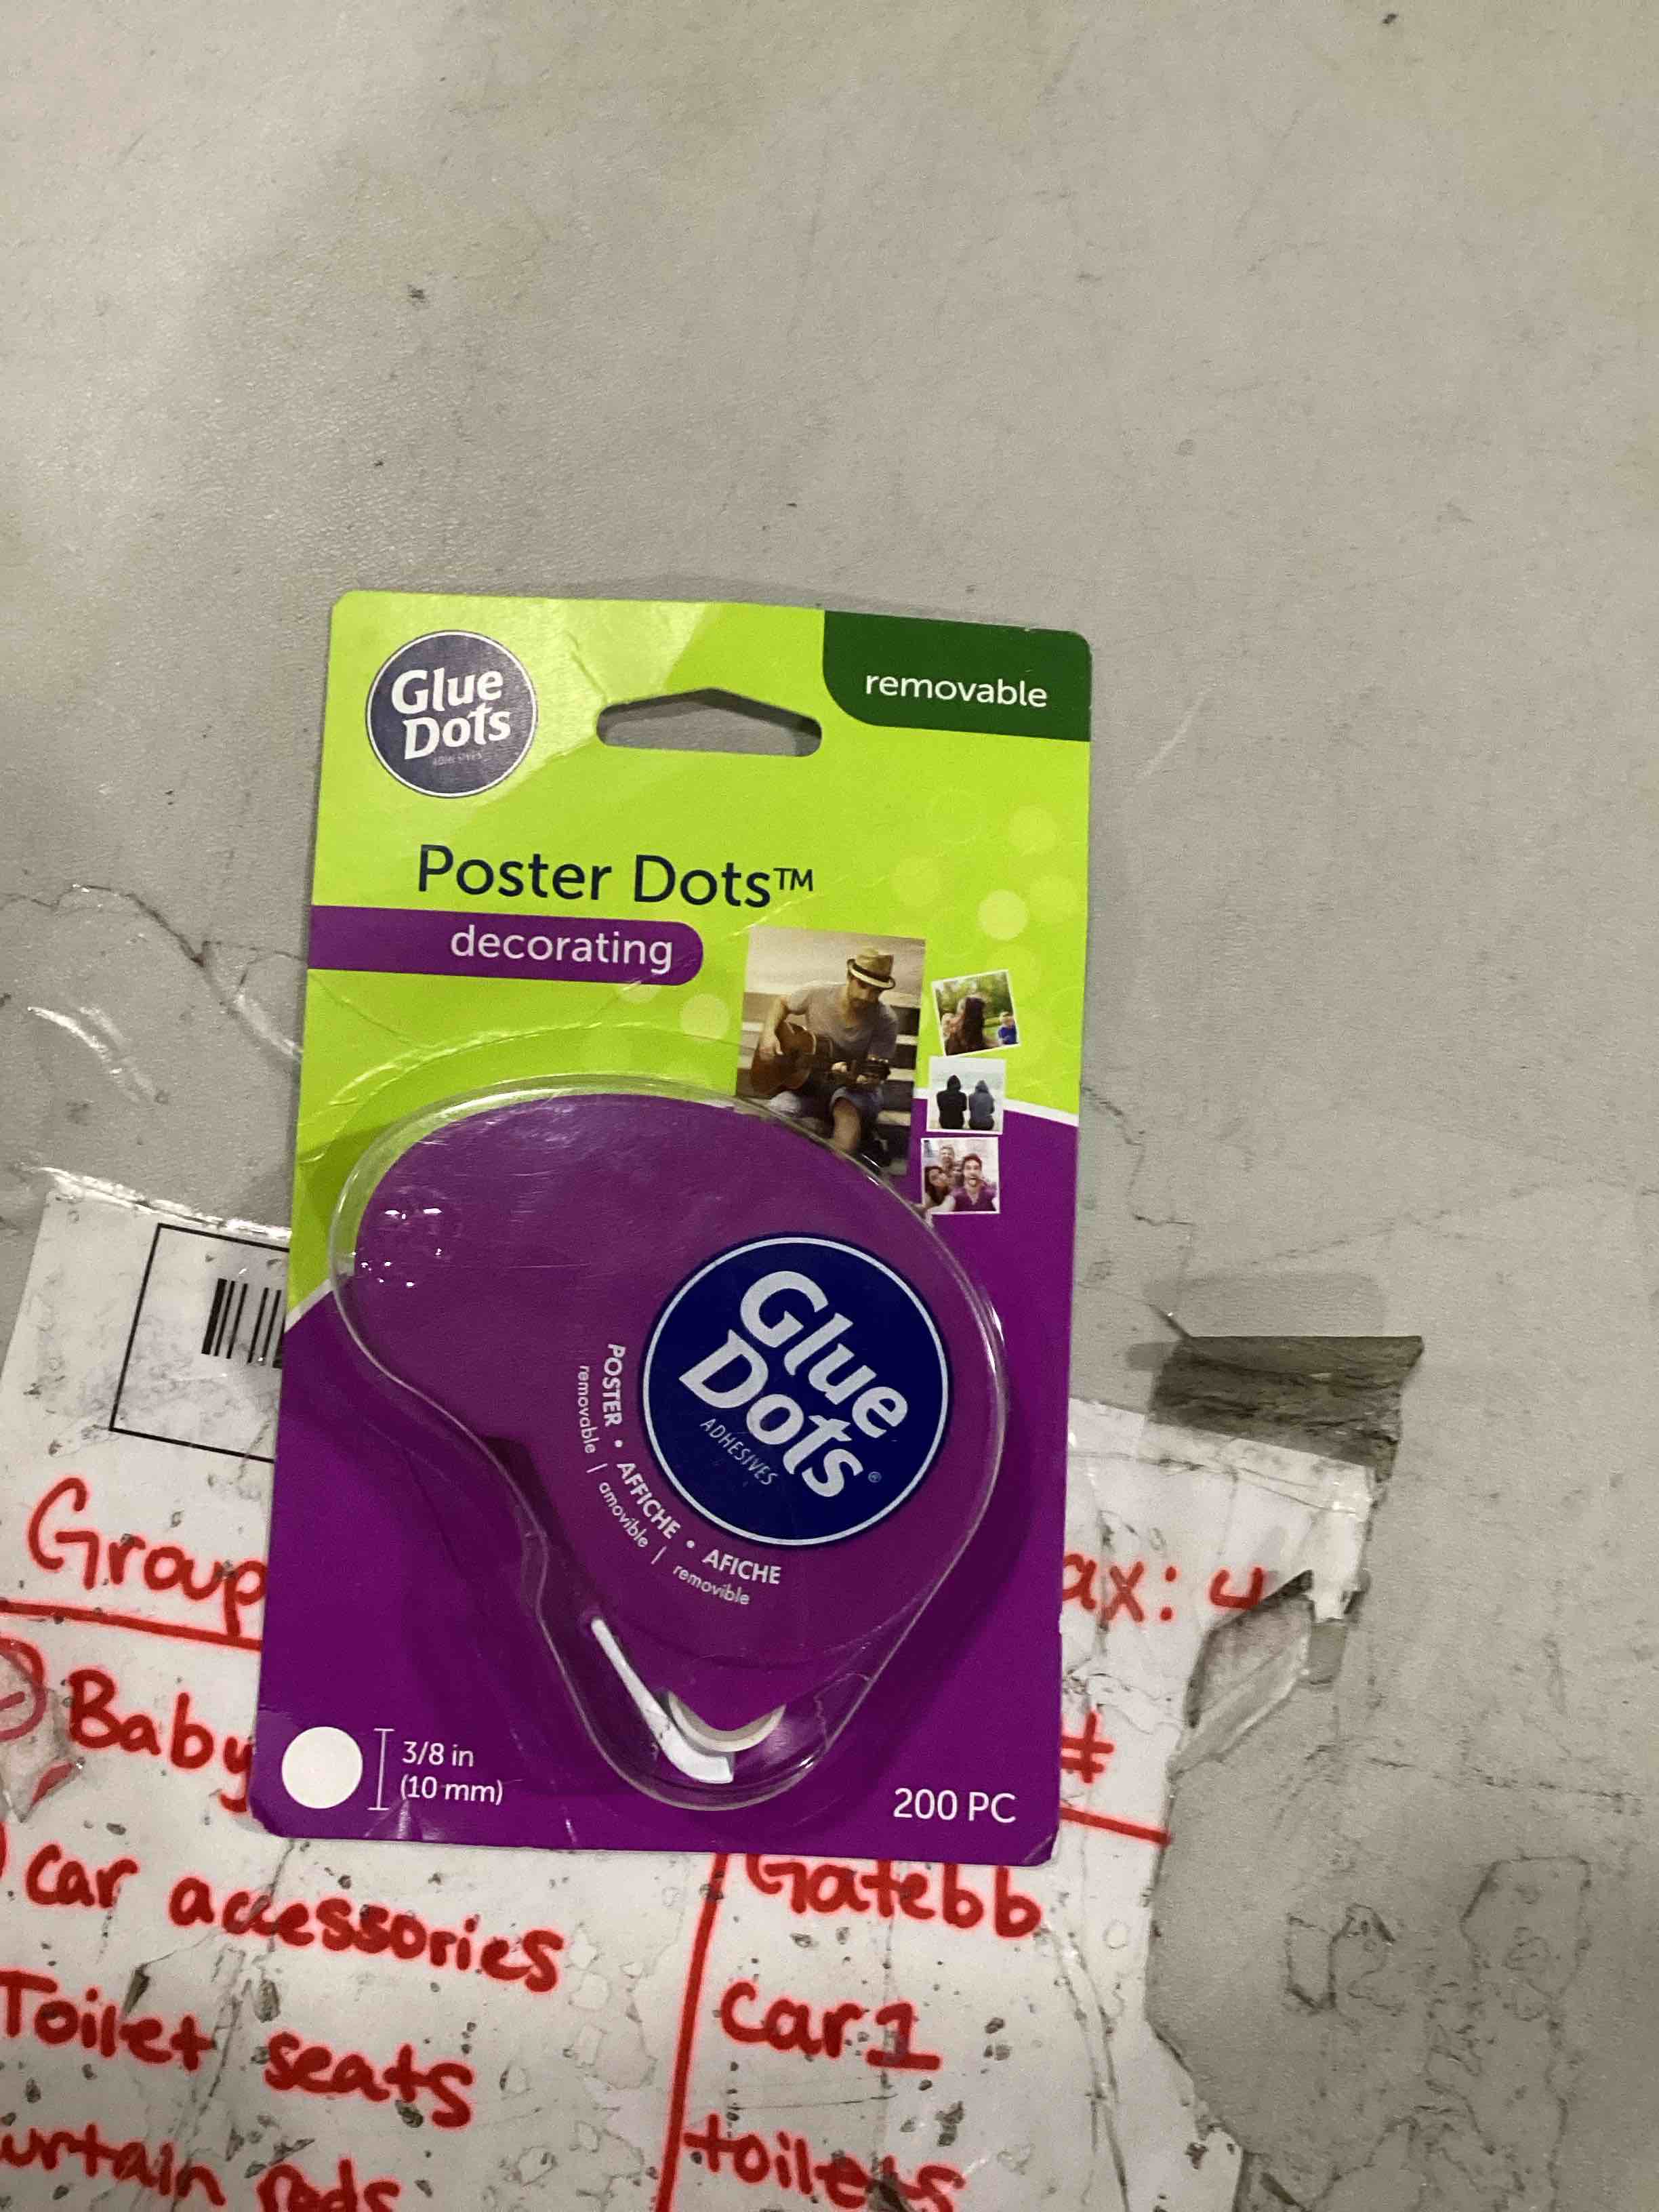 Glue
Dots
ADHESIVES
removable
Poster Dots™
decorating
Glue
Dots®
ADHESIVES
POSTER • AFFICHE • AFICHE
removable / amovible / removible
3/8 in
(10 mm)
200 PC
Group
ax: 4
Baby
#
car accessories
Gatebb
car1
Toilet seats
toilets